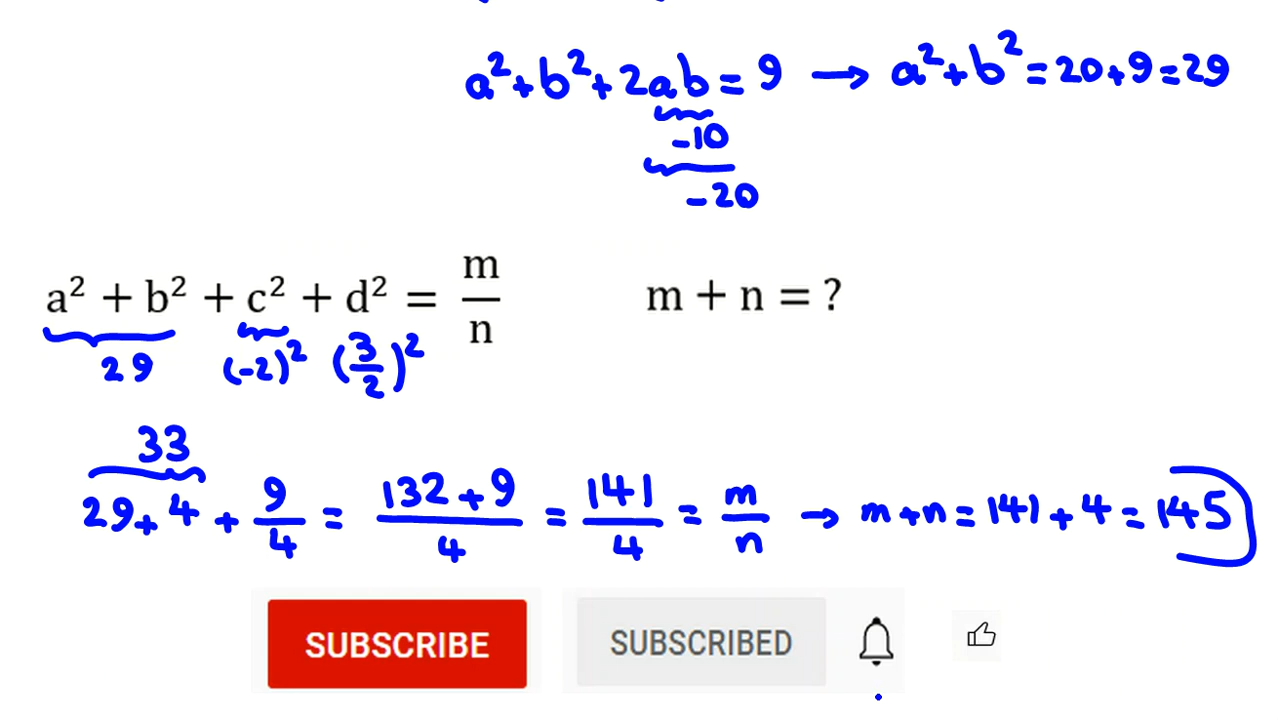 a² + b² + 2ab = 9 → a² + b² = 20 + 9 = 29
-10
-20
a² + b² + c² + d² = m/n m + n = ?
29 (-2)² (3/2)²
33
29 + 4 + 9/4 = 132 + 9/4 = 141/4 = m/n → m + n = 141 + 4 = 145
SUBSCRIBE SUBSCRIBED